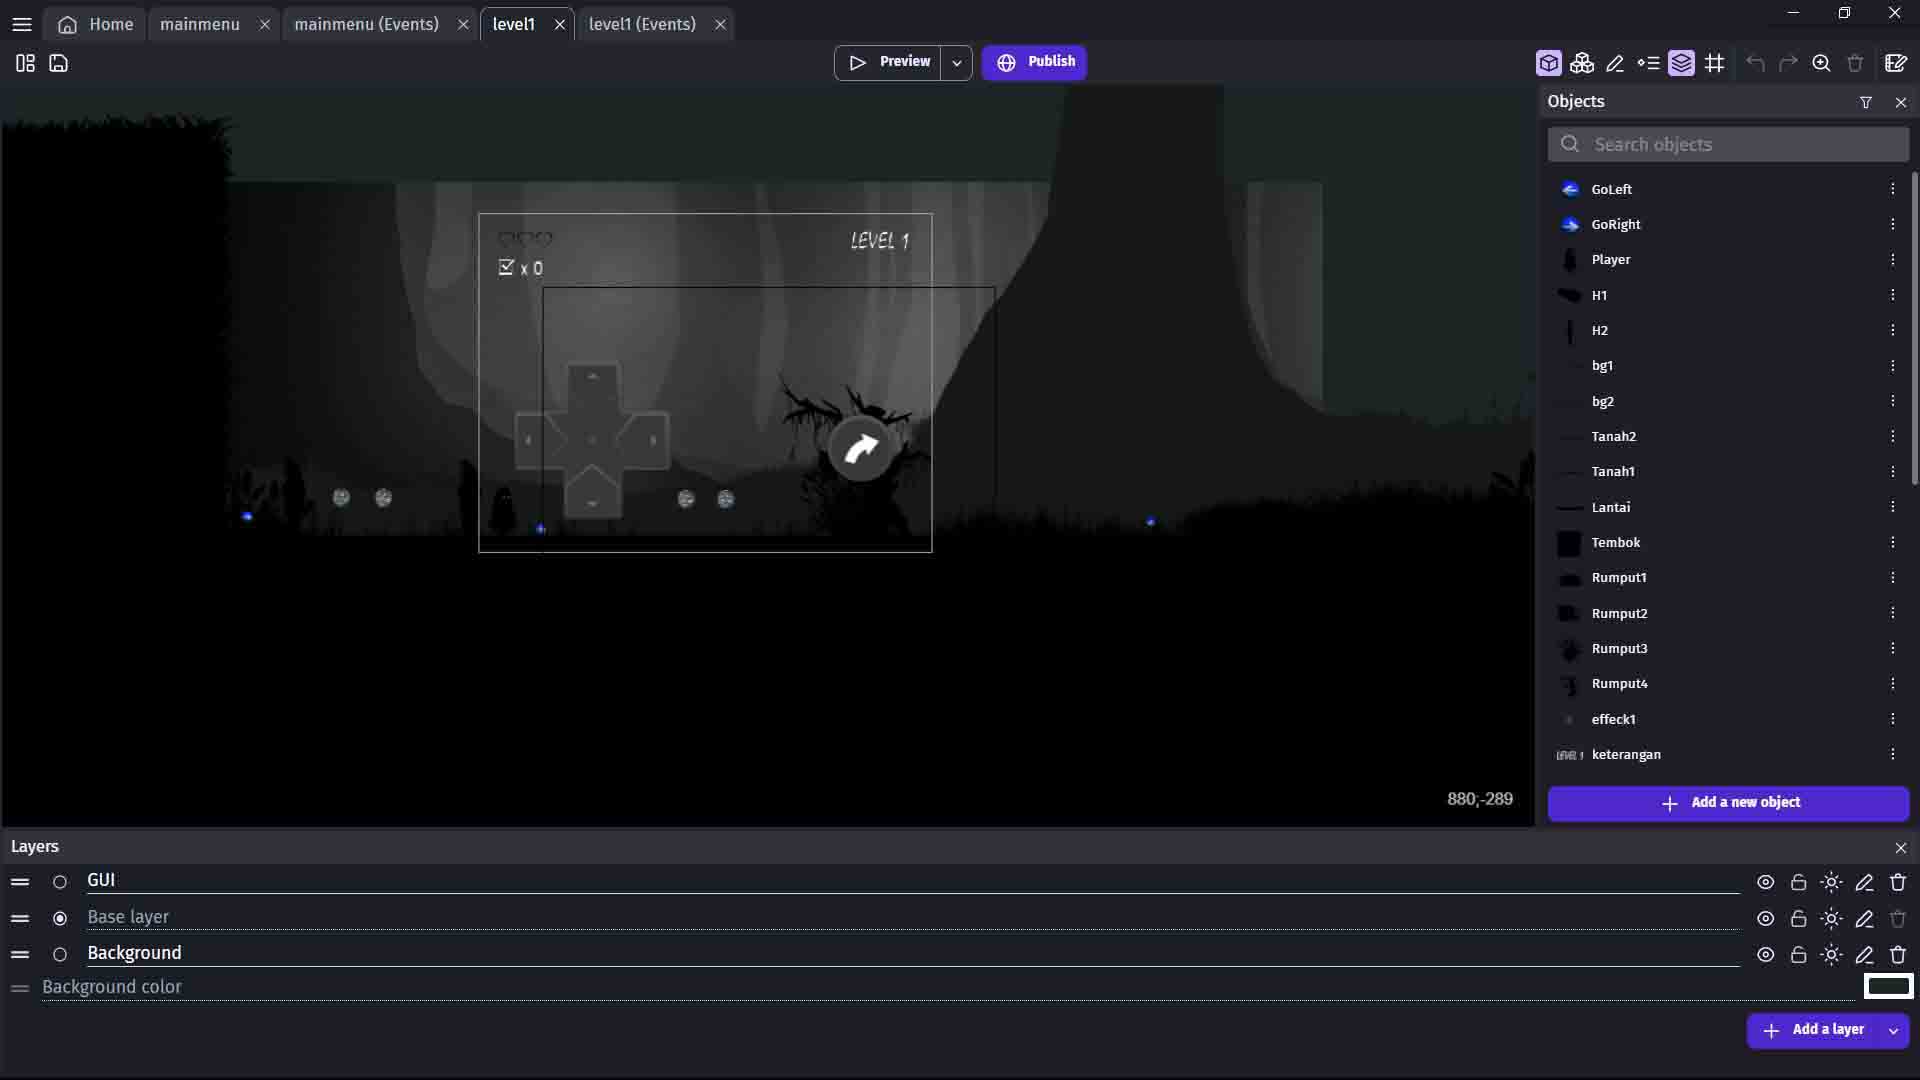 Home
mainmenu
mainmenu (Events)
level1
level1 (Events)
Preview
Publish
Objects
Search objects
GoLeft
GoRight
Player
H1
H2
bg1
bg2
Tanah2
Tanah1
Lantai
Tembok
Rumput1
Rumput2
Rumput3
Rumput4
effeck1
LEVEL 1 keterangan
Add a new object
LEVEL 1
x 0
880;-289
Layers
GUI
Base layer
Background
Background color
Add a layer